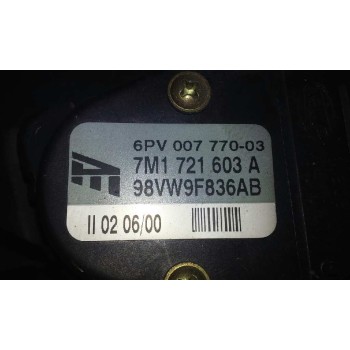 6PV 007 770-03
7M1 721 603 A
98VW9F836AB
II 02 06/00